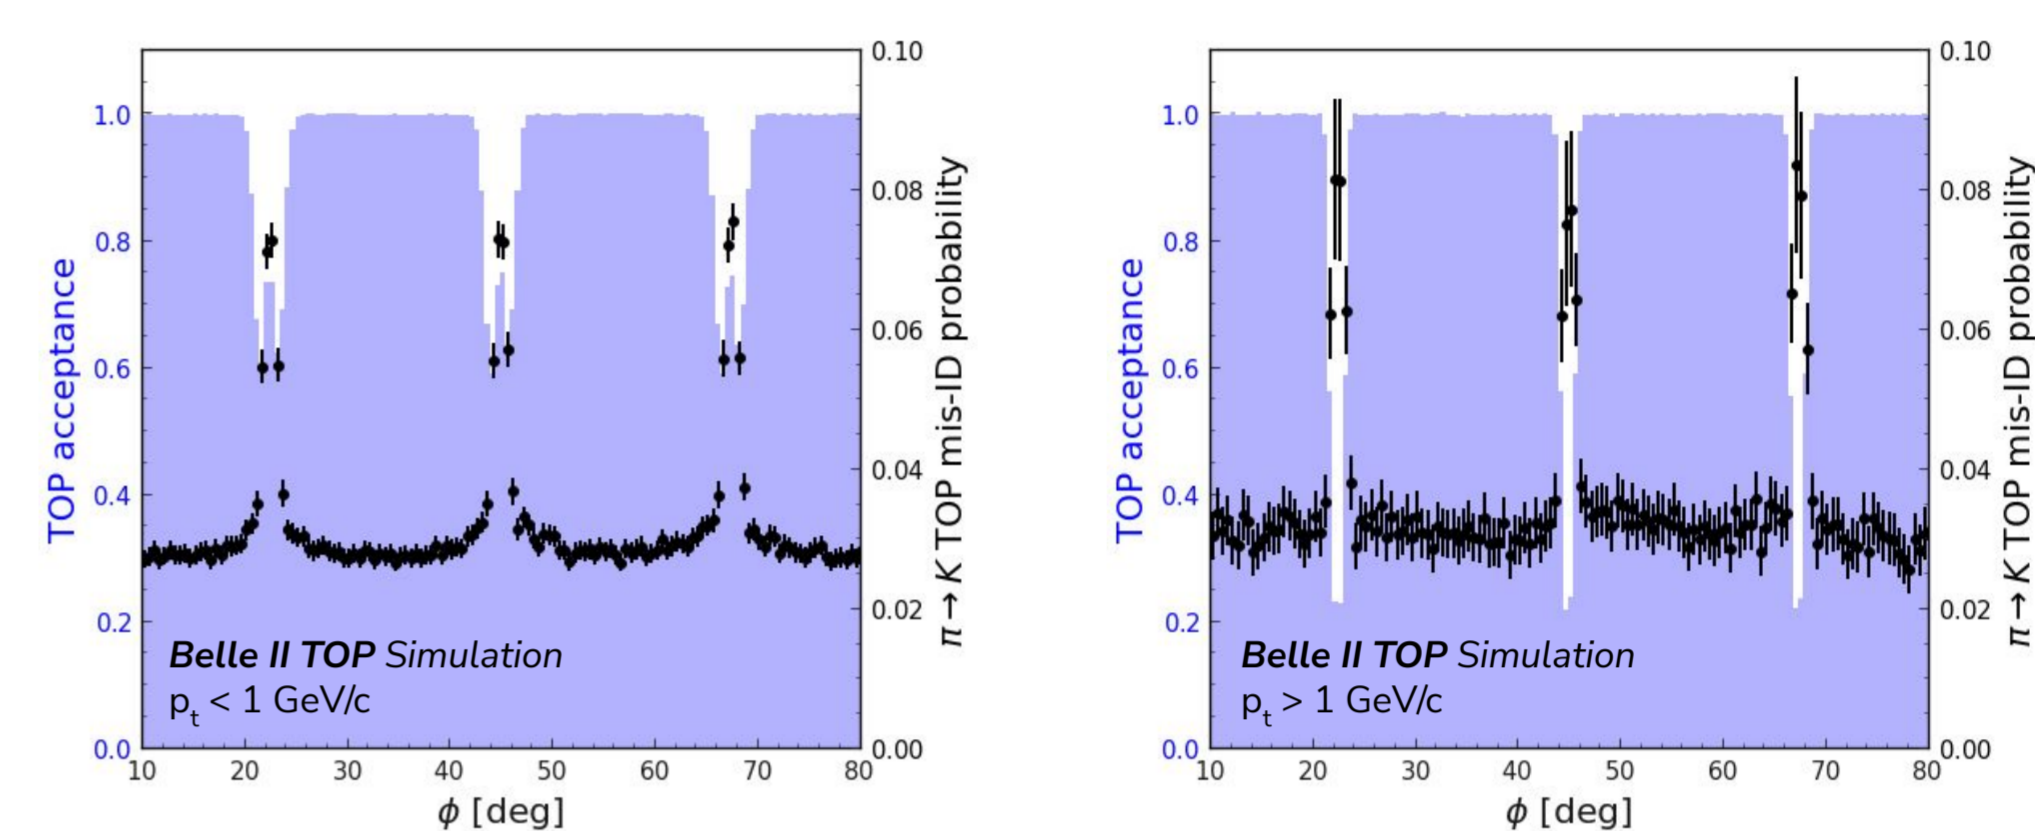 0.10
1.0
0.08
0.8
0.06
0.6
0.04
0.4
0.02
0.2
0.00
0.0
TOP acceptance
π→K TOP mis-ID probability
Belle II TOP Simulation
pt < 1 GeV/c
10 20 30 40 50 60 70 80
ϕ [deg]
0.10
1.0
0.08
0.8
0.06
0.6
0.04
0.4
0.02
0.2
0.00
0.0
TOP acceptance
π→K TOP mis-ID probability
Belle II TOP Simulation
pt > 1 GeV/c
10 20 30 40 50 60 70 80
ϕ [deg]